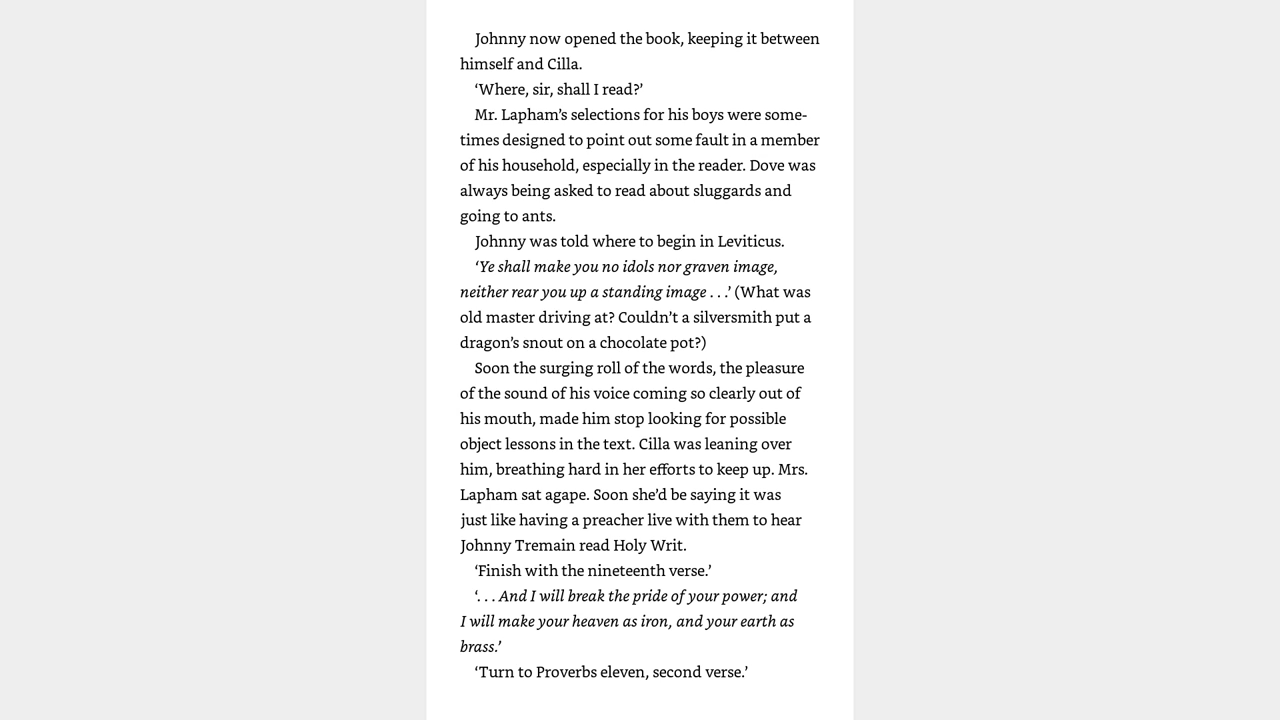 Johnny now opened the book, keeping it between
himself and Cilla.
‘Where, sir, shall I read?’
Mr. Lapham’s selections for his boys were some-
times designed to point out some fault in a member
of his household, especially in the reader. Dove was
always being asked to read about sluggards and
going to ants.
Johnny was told where to begin in Leviticus.
‘Ye shall make you no idols nor graven image,
neither rear you up a standing image . . .’ (What was
old master driving at? Couldn’t a silversmith put a
dragon’s snout on a chocolate pot?)
Soon the surging roll of the words, the pleasure
of the sound of his voice coming so clearly out of
his mouth, made him stop looking for possible
object lessons in the text. Cilla was leaning over
him, breathing hard in her efforts to keep up. Mrs.
Lapham sat agape. Soon she’d be saying it was
just like having a preacher live with them to hear
Johnny Tremain read Holy Writ.
‘Finish with the nineteenth verse.’
‘. . . And I will break the pride of your power; and
I will make your heaven as iron, and your earth as
brass.’
‘Turn to Proverbs eleven, second verse.’